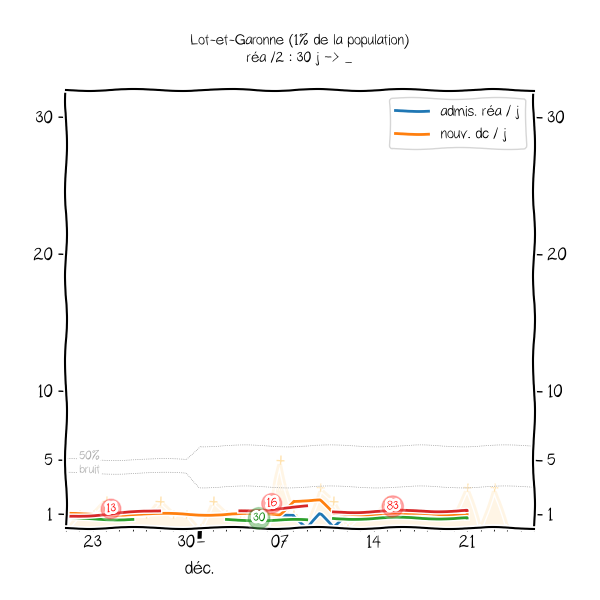 Lot-et-Garonne (1% de la population)
réa /2 : 30 j -> _
admis. réa / j
nouv. dc / j
30 30
20 20
10 10
5 5
1 1
50%
bruit
13 16 30 83
23 30 07 14 21
déc.